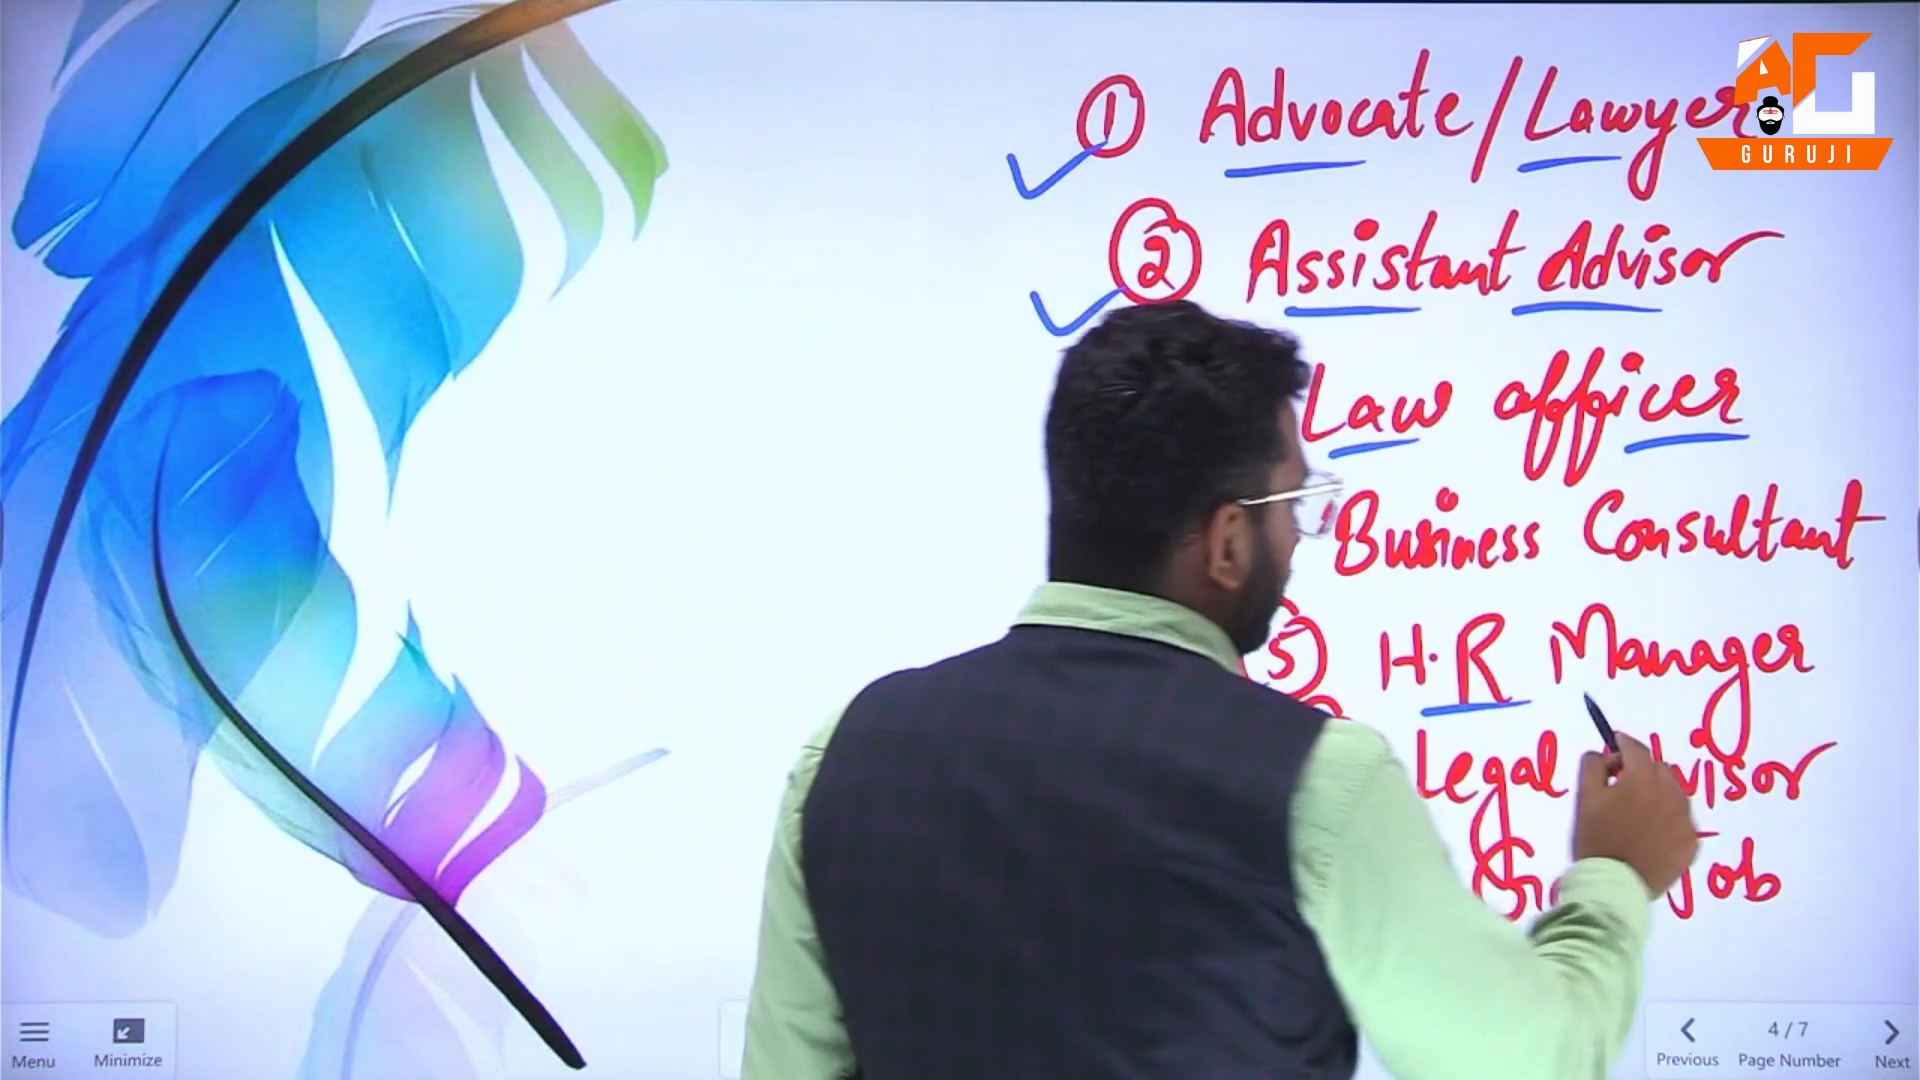 ① Advocate/Lawyer
② Assistant Advisor
Law officer
Business Consultant
⑤ H.R Manager
Legal
Job
AG
GURUJI
Menu
Minimize
4 / 7
Previous
Page Number
Next